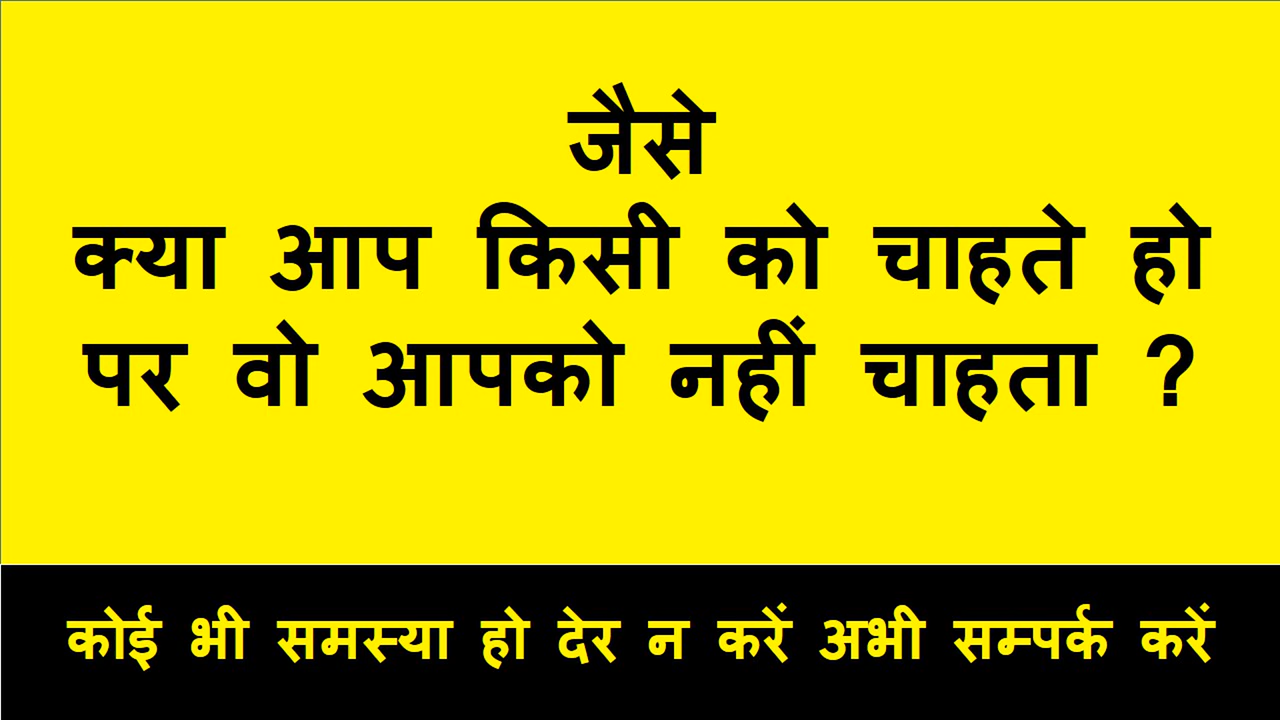 जैसे
क्या आप किसी को चाहते हो
पर वो आपको नहीं चाहता ?
कोई भी समस्या हो देर न करें अभी सम्पर्क करें